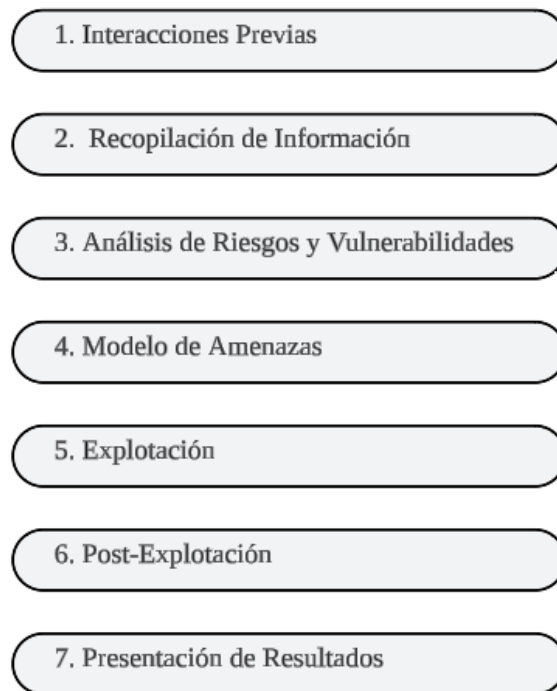 1. Interacciones Previas
2. Recopilación de Información
3. Análisis de Riesgos y Vulnerabilidades
4. Modelo de Amenazas
5. Explotación
6. Post-Explotación
7. Presentación de Resultados